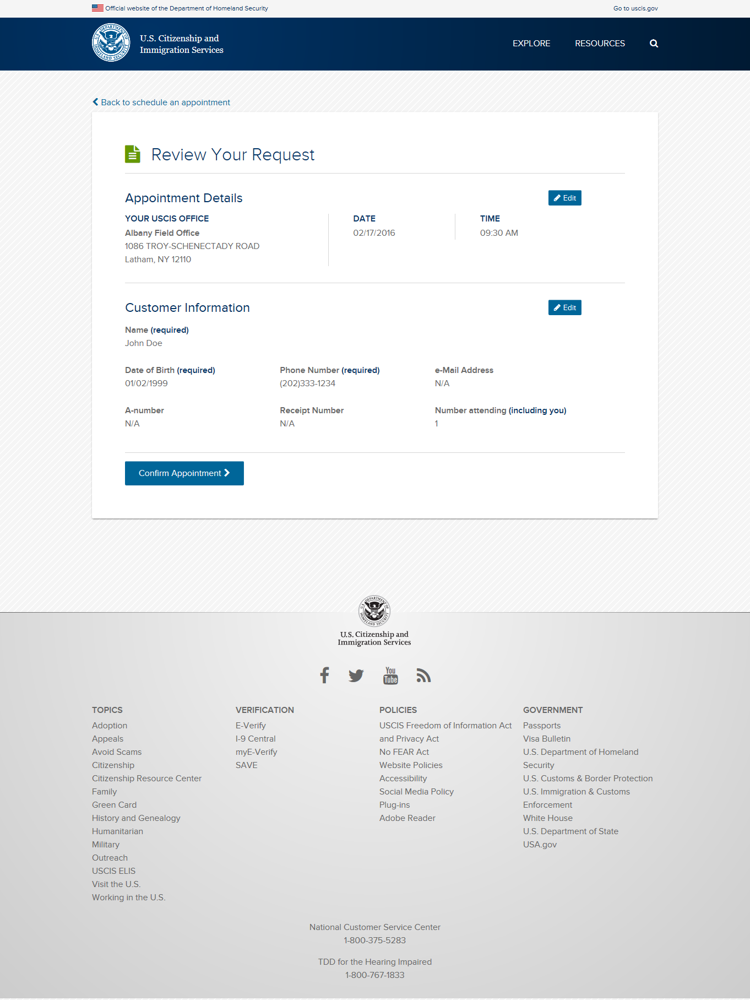 Official website of the Department of Homeland Security
Go to uscis.gov
U.S. Citizenship and
Immigration Services
EXPLORE
RESOURCES
U.S. DEPARTMENT OF HOMELAND SECURITY
Back to schedule an appointment
Review Your Request
Appointment Details
Edit
YOUR USCIS OFFICE
Albany Field Office
1086 TROY-SCHENECTADY ROAD
Latham, NY 12110
DATE
02/17/2016
TIME
09:30 AM
Customer Information
Edit
Name (required)
John Doe
Date of Birth (required)
01/02/1999
Phone Number (required)
(202)333-1234
e-Mail Address
N/A
A-number
N/A
Receipt Number
N/A
Number attending (including you)
1
Confirm Appointment
U.S. DEPARTMENT OF HOMELAND SECURITY
U.S. Citizenship and
Immigration Services
You
Tube
TOPICS
Adoption
Appeals
Avoid Scams
Citizenship
Citizenship Resource Center
Family
Green Card
History and Genealogy
Humanitarian
Military
Outreach
USCIS ELIS
Visit the U.S.
Working in the U.S.
VERIFICATION
E-Verify
I-9 Central
myE-Verify
SAVE
POLICIES
USCIS Freedom of Information Act
and Privacy Act
No FEAR Act
Website Policies
Accessibility
Social Media Policy
Plug-ins
Adobe Reader
GOVERNMENT
Passports
Visa Bulletin
U.S. Department of Homeland
Security
U.S. Customs & Border Protection
U.S. Immigration & Customs
Enforcement
White House
U.S. Department of State
USA.gov
National Customer Service Center
1-800-375-5283
TDD for the Hearing Impaired
1-800-767-1833